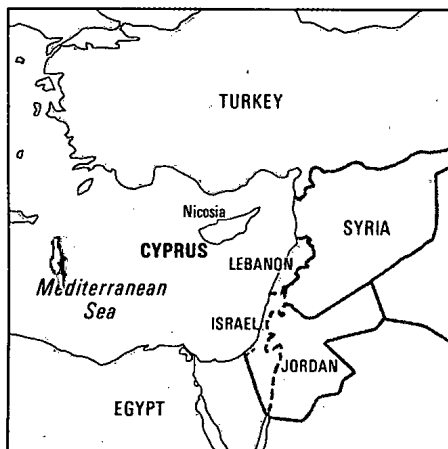 TURKEY
Nicosia
CYPRUS
SYRIA
LEBANON
Mediterranean
Sea
ISRAEL
JORDAN
EGYPT